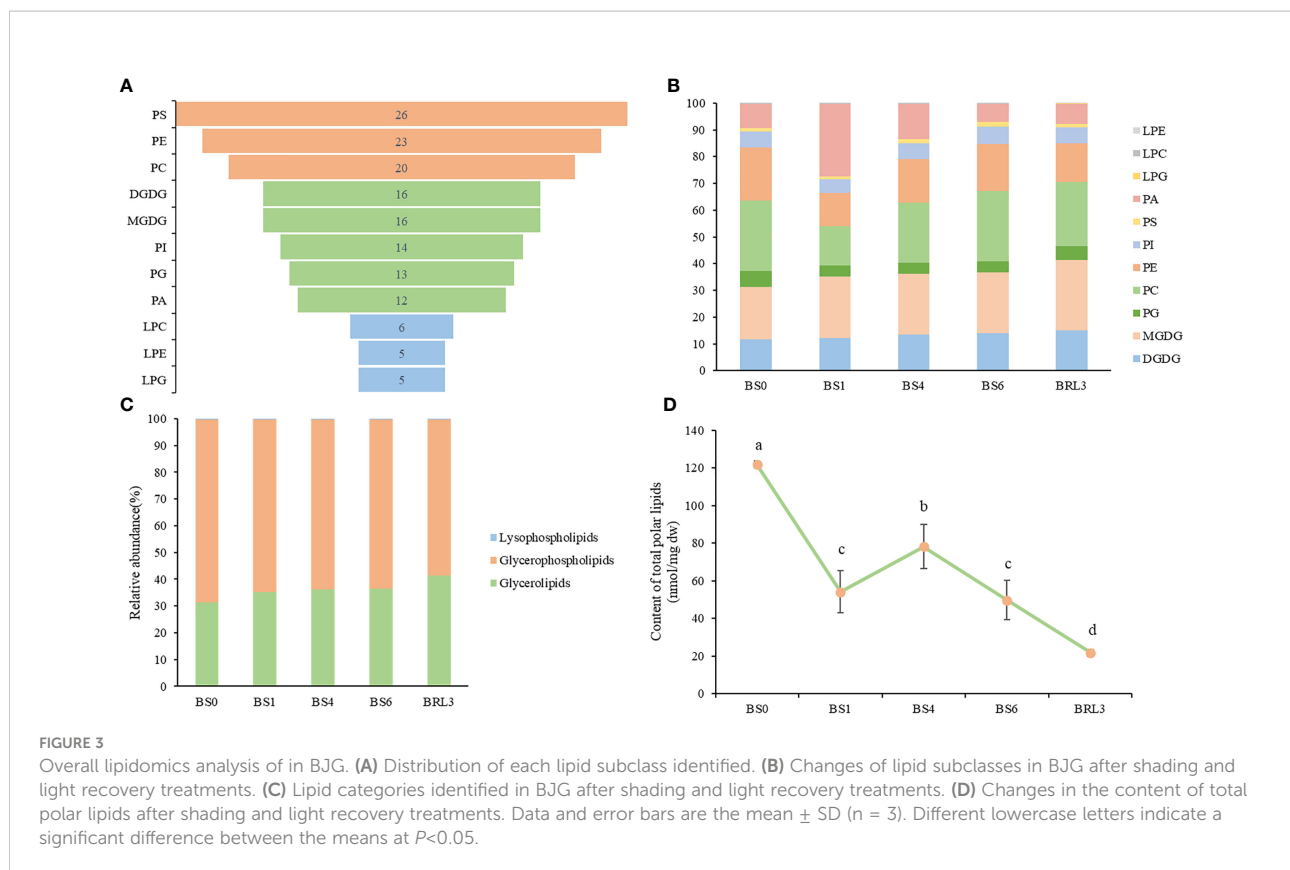 A
PS 26
PE 23
PC 20
DGDG 16
MGDG 16
PI 14
PG 13
PA 12
LPC 6
LPE 5
LPG 5
B
100
90
80
70
60
50
40
30
20
10
0
BS0 BS1 BS4 BS6 BRL3
LPE
LPC
LPG
PA
PS
PI
PE
PC
PG
MGDG
DGDG
C
Relative abundance(%)
100
90
80
70
60
50
40
30
20
10
0
BS0 BS1 BS4 BS6 BRL3
Lysophospholipids
Glycerophospholipids
Glycerolipids
D
Content of total polar lipids
(nmol/mg dw)
140
120
100
80
60
40
20
0
a
c
b
c
d
BS0 BS1 BS4 BS6 BRL3
FIGURE 3
Overall lipidomics analysis of in BJG. (A) Distribution of each lipid subclass identified. (B) Changes of lipid subclasses in BJG after shading and
light recovery treatments. (C) Lipid categories identified in BJG after shading and light recovery treatments. (D) Changes in the content of total
polar lipids after shading and light recovery treatments. Data and error bars are the mean ± SD (n = 3). Different lowercase letters indicate a
significant difference between the means at P<0.05.